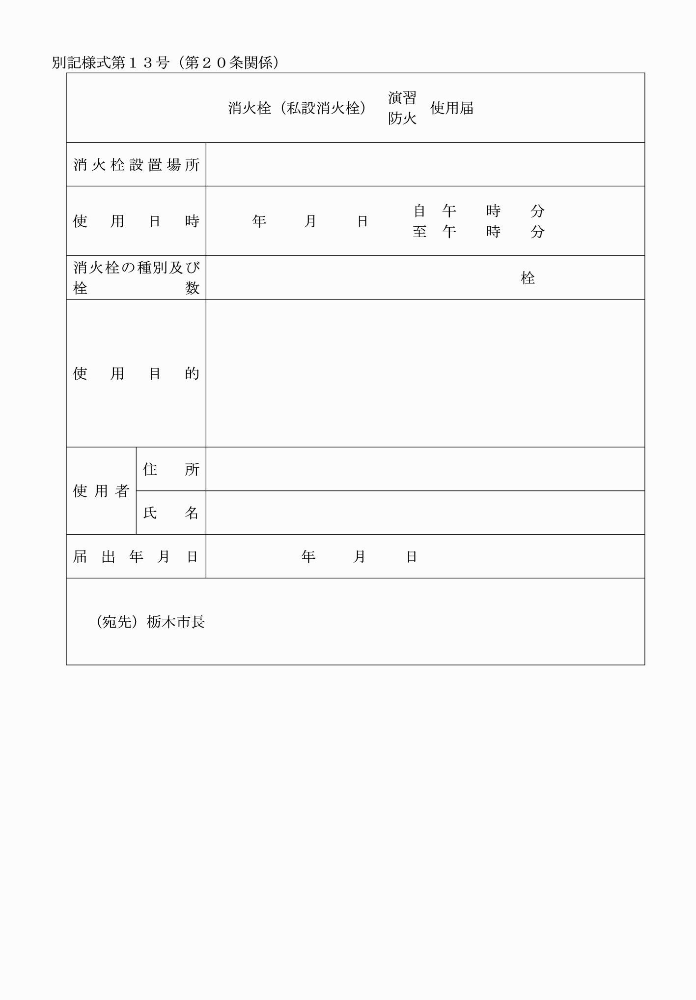 別記様式第１３号（第２０条関係）
消火栓（私設消火栓） 演習 使用届
防火
消火栓設置場所
使用日時 年 月 日 自 午 時 分
至 午 時 分
消火栓の種別及び
栓数 栓
使用目的
使用者 住所
氏名
届出年月日 年 月 日
（宛先）栃木市長